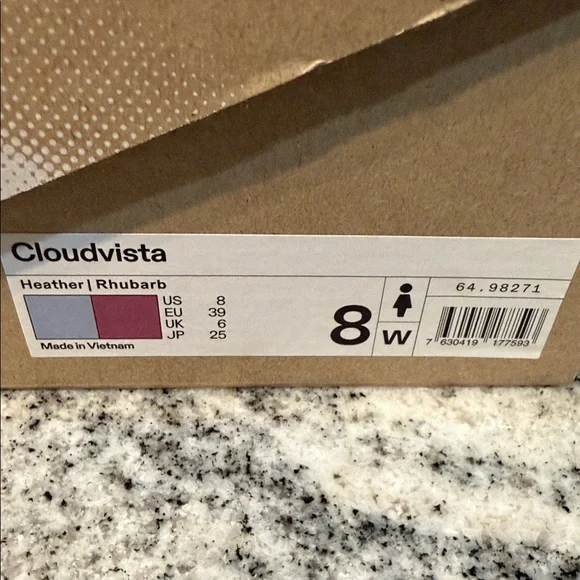 Cloudvista
Heather | Rhubarb
US 8
EU 39
UK 6
JP 25
Made in Vietnam
8
W
64.98271
7 630419 177593